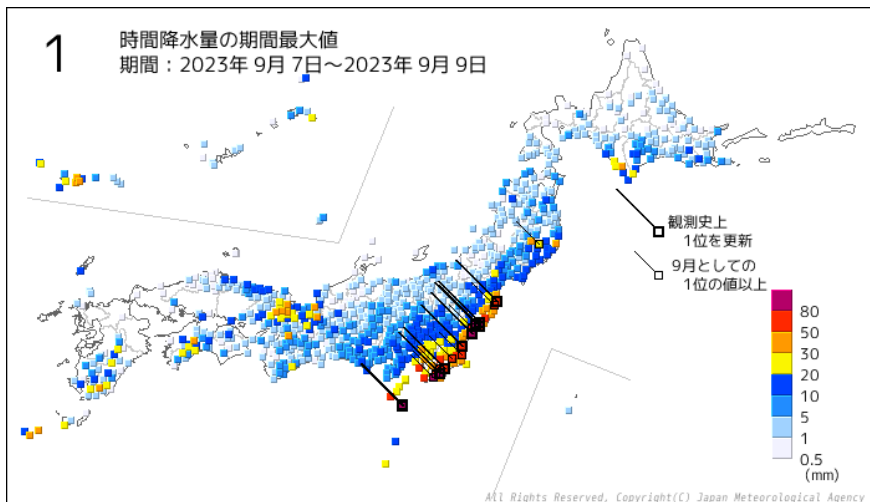 1
時間降水量の期間最大値
期間：2023年 9月 7日～2023年 9月 9日
観測史上
1位を更新
9月としての
1位の値以上
80
50
30
20
10
5
1
0.5
(mm)
All Rights Reserved, Copyright(C) Japan Meteorological Agency